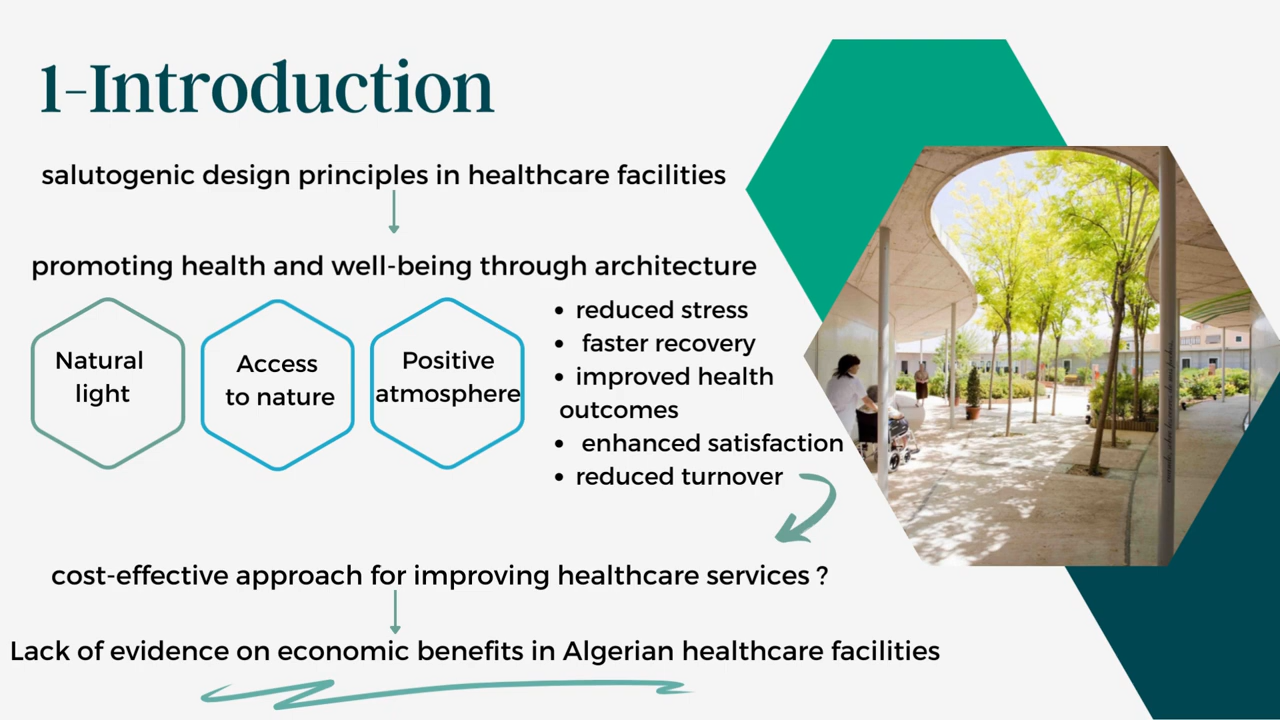 1-Introduction
salutogenic design principles in healthcare facilities
promoting health and well-being through architecture
Natural
light
Access
to nature
Positive
atmosphere
• reduced stress
• faster recovery
• improved health
outcomes
• enhanced satisfaction
• reduced turnover
cost-effective approach for improving healthcare services ?
Lack of evidence on economic benefits in Algerian healthcare facilities